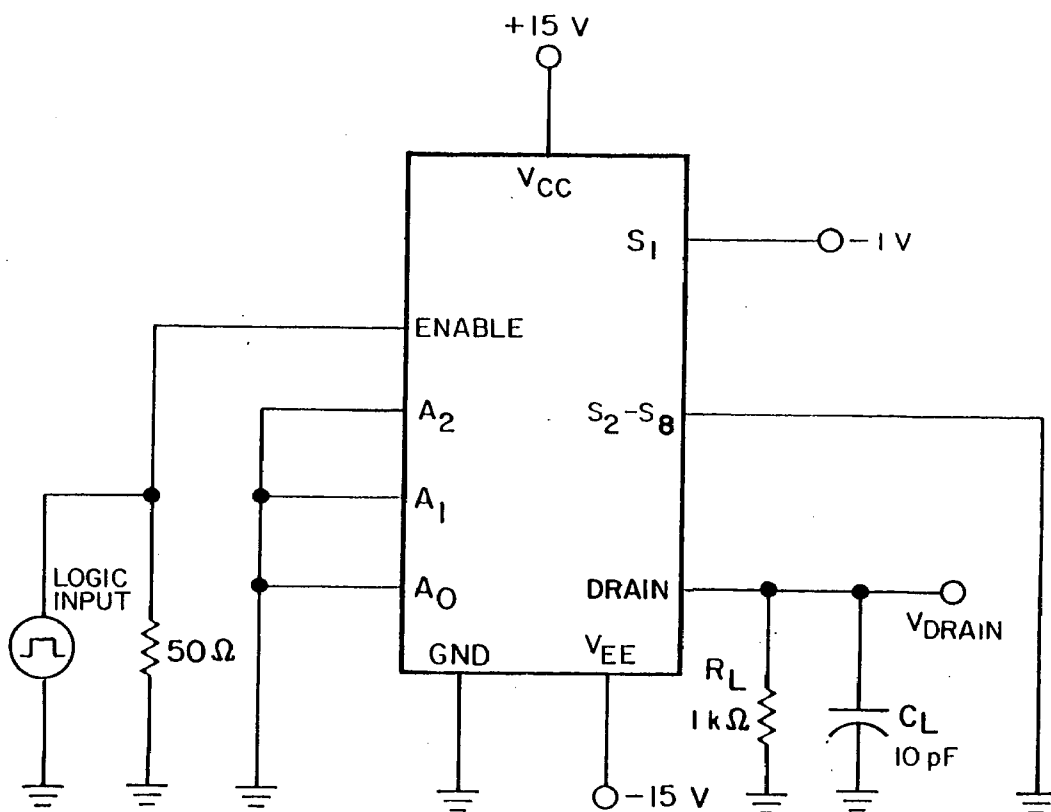 +15 V
VCC
S1
-1 V
ENABLE
A2
S2-S8
A1
LOGIC
INPUT
A0
DRAIN
VDRAIN
50Ω
GND
VEE
RL
1 kΩ
CL
10 pF
-15 V